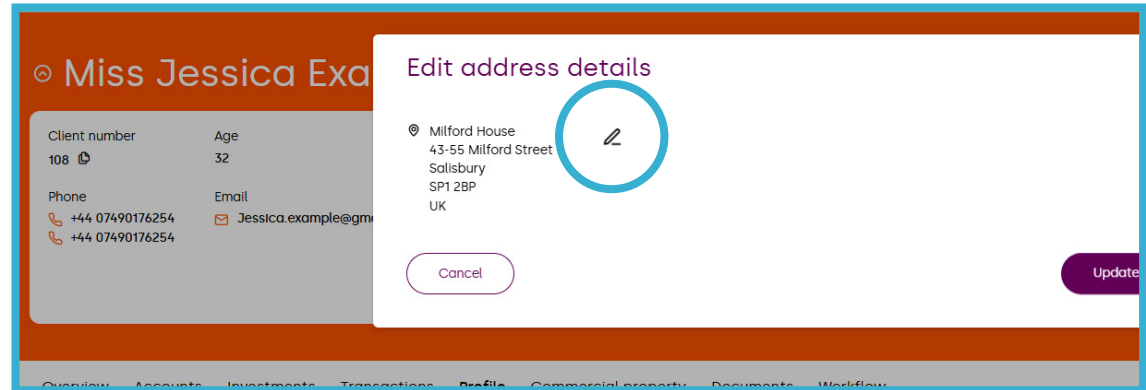 Miss Jessica Exa
Client number
108
Age
32
Phone
+44 07490176254
+44 07490176254
Email
Jessica.example@gm
Edit address details
Milford House
43-55 Milford Street
Salisbury
SP1 2BP
UK
Cancel
Update
Overview Accounts Investments Transactions Profile Commercial property Documents Workflow